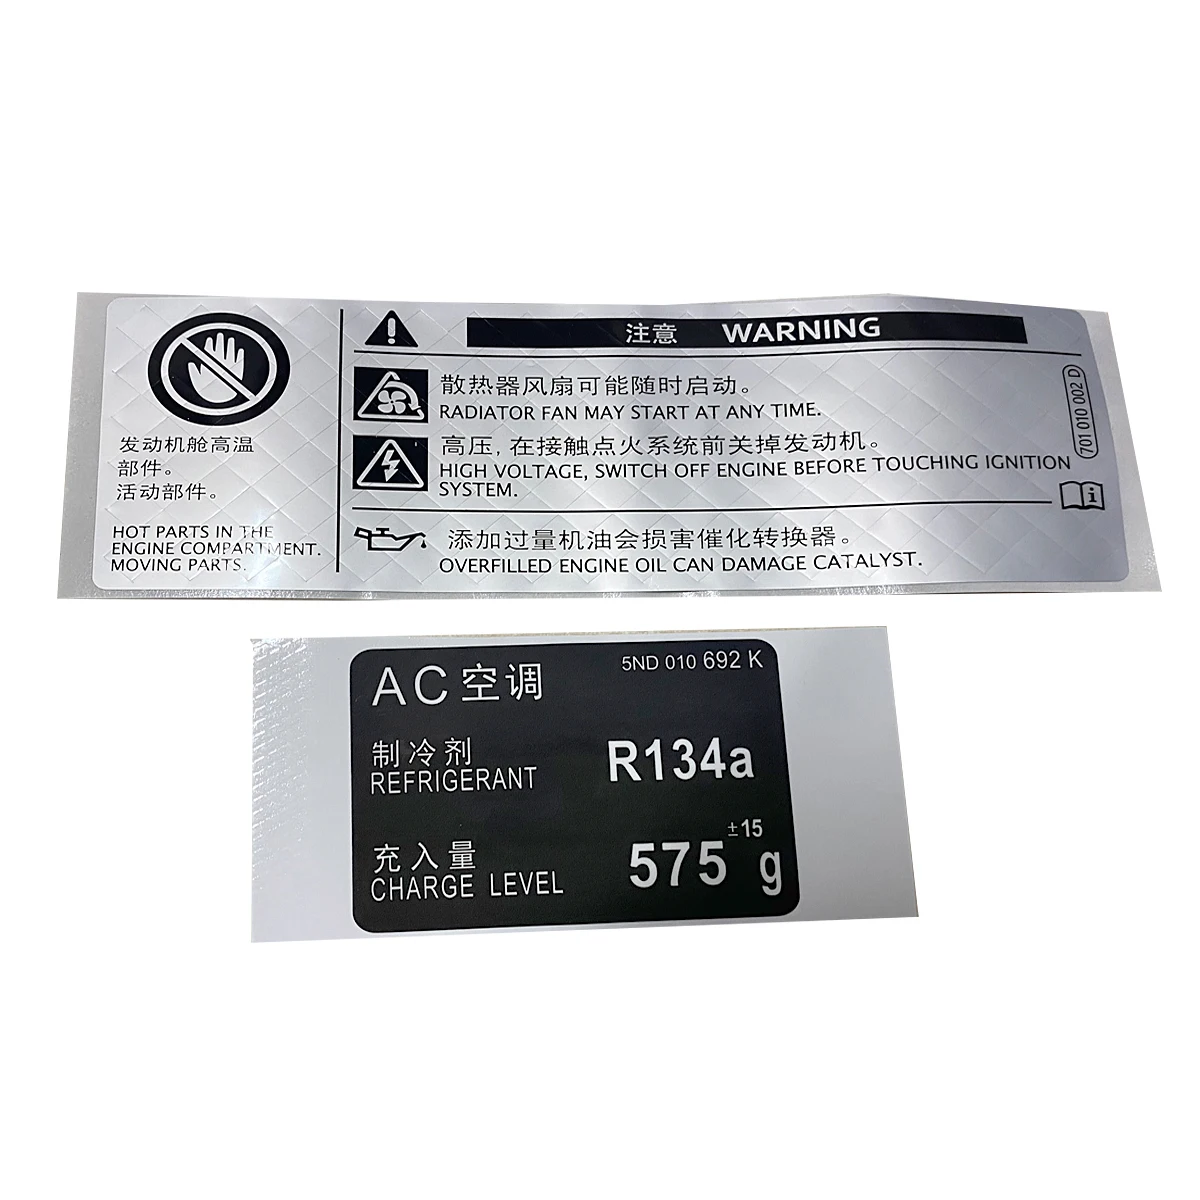 发动机舱高温
部件。
活动部件。
HOT PARTS IN THE
ENGINE COMPARTMENT.
MOVING PARTS.
注意 WARNING
散热器风扇可能随时启动。
RADIATOR FAN MAY START AT ANY TIME.
高压, 在接触点火系统前关掉发动机。
HIGH VOLTAGE, SWITCH OFF ENGINE BEFORE TOUCHING IGNITION
SYSTEM.
添加过量机油会损害催化转换器。
OVERFILLED ENGINE OIL CAN DAMAGE CATALYST.
701 010 002 D
AC空调 5ND 010 692 K
制冷剂
REFRIGERANT R134a
充入量
CHARGE LEVEL 575 ±15 g